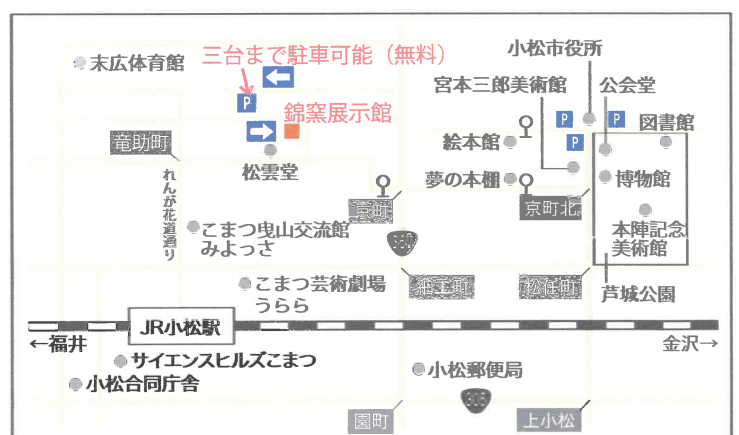 小松市役所
末広体育館
三台まで駐車可能（無料）
宮本三郎美術館
公会堂
P
P
P
P
錦窯展示館
図書館
竜助町
絵本館
松雲堂
夢の本棚
博物館
れんが花道通り
京町北
こまつ曳山交流館
みよっさ
本陣記念
美術館
こまつ芸術劇場
うらら
細工町
松任町
芦城公園
JR小松駅
←福井
金沢→
サイエンスヒルズこまつ
小松合同庁舎
小松郵便局
305
園町
上小松